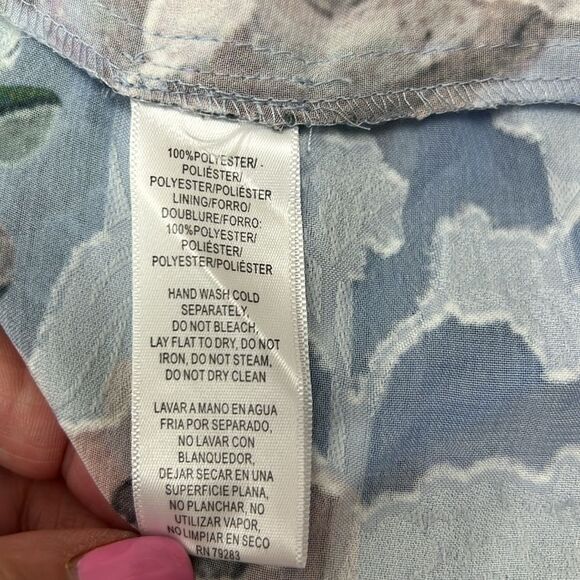 100%POLYESTER/ -
POLIÉSTER/
POLYESTER/POLIÉSTER
LINING/FORRO/
DOUBLURE/FORRO:
100%POLYESTER/
POLIÉSTER/
POLYESTER/POLIÉSTER
HAND WASH COLD
SEPARATELY,
DO NOT BLEACH,
LAY FLAT TO DRY, DO NOT
IRON, DO NOT STEAM,
DO NOT DRY CLEAN
LAVAR A MANO EN AGUA
FRIA POR SEPARADO,
NO LAVAR CON
BLANQUEDOR,
DEJAR SECAR EN UNA
SUPERFICIE PLANA,
NO PLANCHAR, NO
UTILIZAR VAPOR,
NO LIMPIAR EN SECO
RN 79283